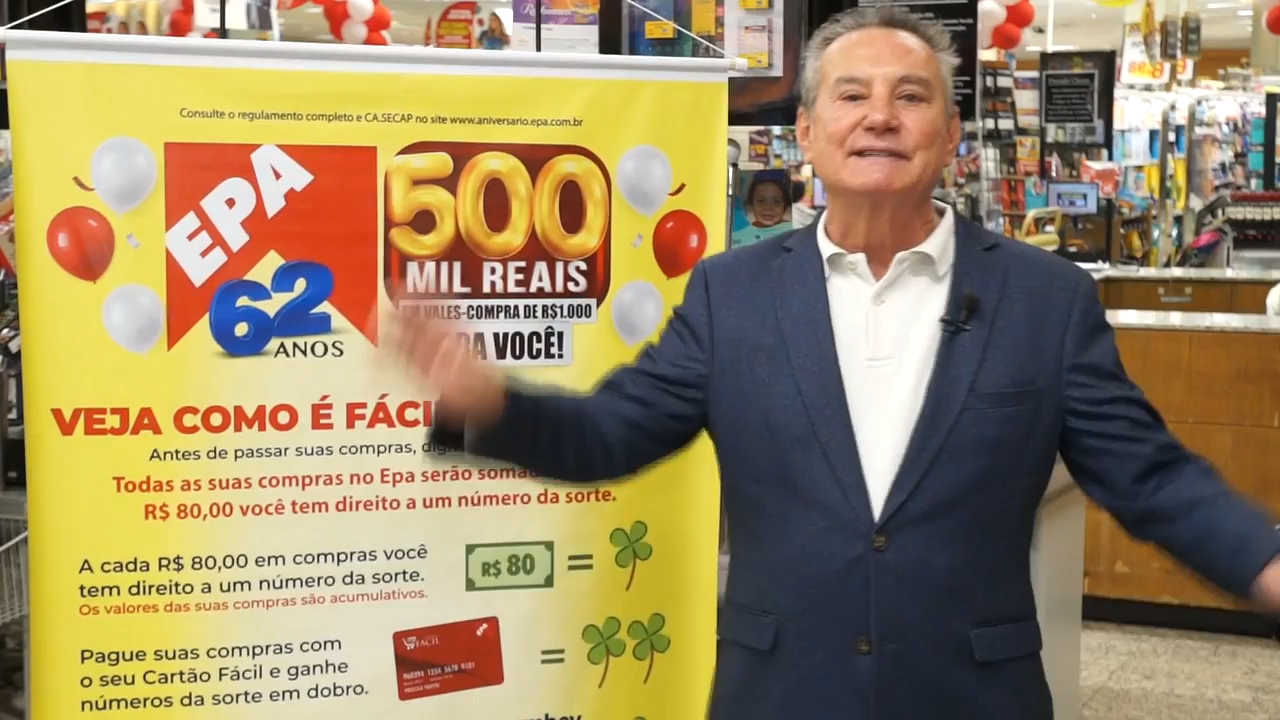 Consulte o regulamento completo e CA.SECAP no site www.aniversario.epa.com.br
EPA
62
ANOS
500
MIL REAIS
VALES-COMPRA DE R$1.000
VOCÊ!
VEJA COMO É FÁCI
Antes de passar suas compras,
Todas as suas compras no Epa serão
R$ 80,00 você tem direito a um número da sorte.
A cada R$ 80,00 em compras você
tem direito a um número da sorte.
Os valores das suas compras são acumulativos.
R$ 80
=
Pague suas compras com
o seu Cartão Fácil e ganhe
números da sorte em dobro.
FÁCIL
epa
=